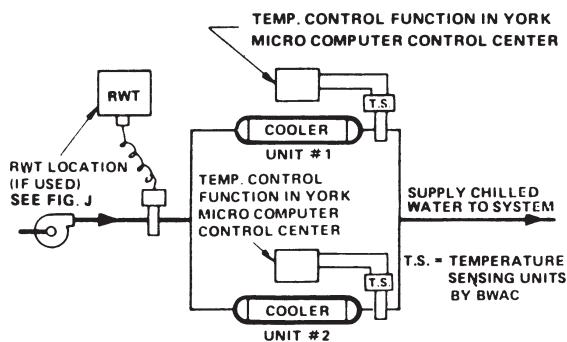 TEMP. CONTROL FUNCTION IN YORK
MICRO COMPUTER CONTROL CENTER
RWT
T.S.
COOLER
UNIT #1
RWT LOCATION
(IF USED)
SEE FIG. J
TEMP. CONTROL
FUNCTION IN YORK
MICRO COMPUTER
CONTROL CENTER
SUPPLY CHILLED
WATER TO SYSTEM
T.S.
T.S. = TEMPERATURE
SENSING UNITS
BY BWAC
COOLER
UNIT #2